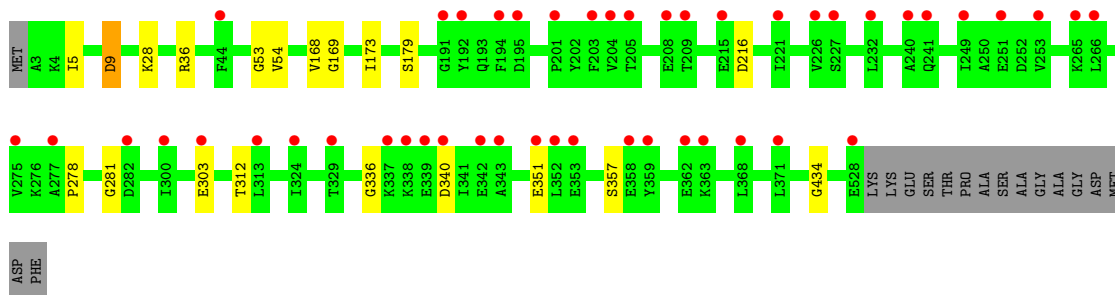 MET A3 K4 I5 D9 K28 R36 F44 G53 V54 V168 G169 I173 S179 G191 Y192 Q193 F194 D195 P201 Y202 F203 V204 T205 E208 T209 E215 D216 I221 V226 S227 L232 A240 Q241 I249 A250 E251 D252 V253 K265 L266
V275 K276 A277 P278 G281 D282 I300 E303 T312 L313 I324 T329 G336 K337 K338 E339 D340 I341 E342 A343 E351 L352 E353 S357 E358 Y359 E362 K363 L368 L371 G434 E528 LYS LYS GLU SER THR PRO ALA SER ALA GLY ALA GLY ASP MET
ASP PHE